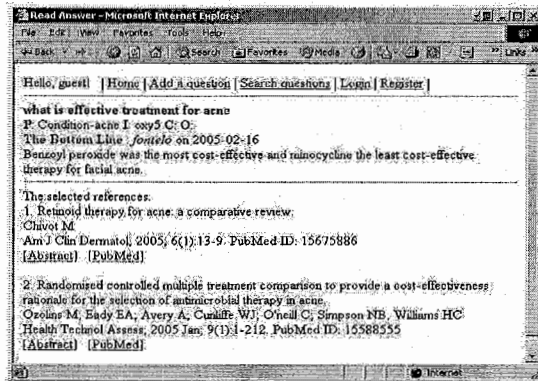 Read Answer - Microsoft Internet Explorer
File Edit View Favorites Tools Help
Back Search Favorites Media Links »
Hello, guest! | Home | Add a question | Search questions | Login | Register |
what is effective treatment for acne
P: Condition-acne I: oxy5 C: O:
The Bottom Line : fontelo on 2005-02-16
Benzoyl peroxide was the most cost-effective and minocycline the least cost-effective
therapy for facial acne.
The selected references:
1. Retinoid therapy for acne: a comparative review.
Chivot M
Am J Clin Dermatol, 2005; 6(1):13-9. PubMed ID: 15675886
[Abstract] [PubMed]
2. Randomised controlled multiple treatment comparison to provide a cost-effectiveness
rationale for the selection of antimicrobial therapy in acne.
Ozolins M, Eady EA, Avery A, Cunliffe WJ, O'neill C, Simpson NB, Williams HC
Health Technol Assess, 2005 Jan; 9(1):1-212. PubMed ID: 15588555
[Abstract] [PubMed]
Internet